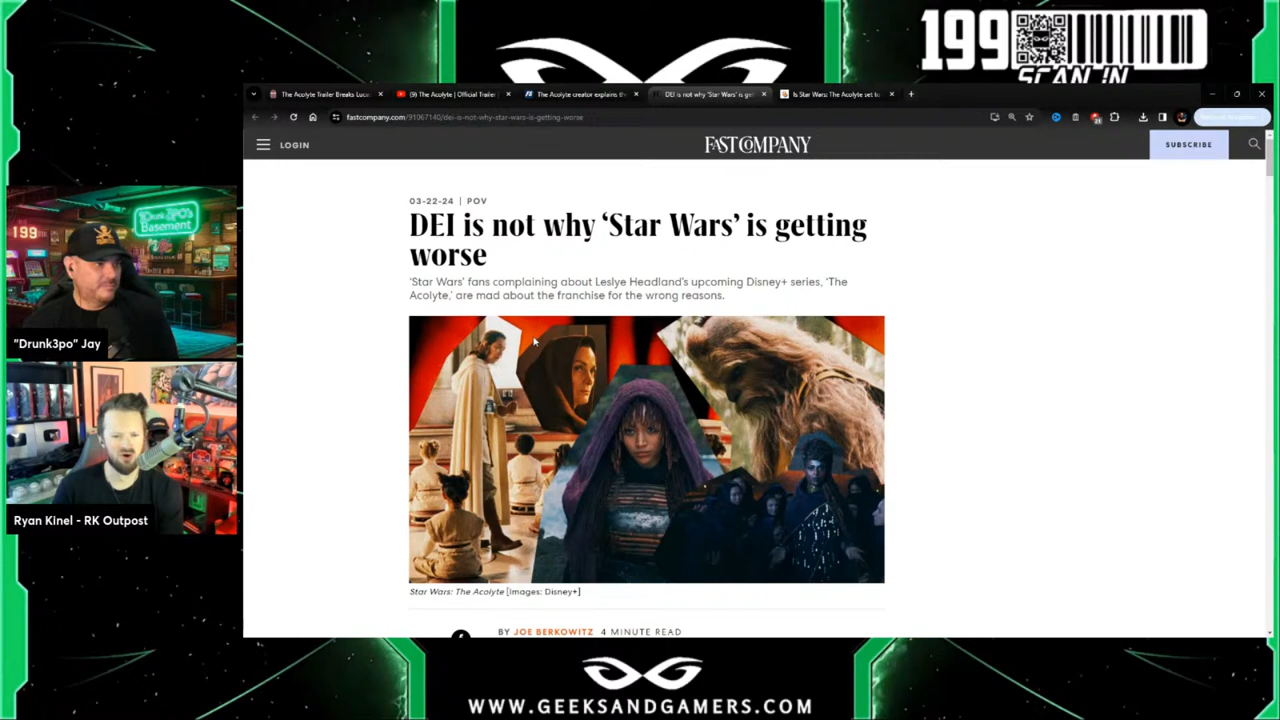 199
SCAN IN
The Acolyte Trailer Breaks Luca
(9) The Acolyte | Official Trailer |
The Acolyte creator explains th
DEI is not why 'Star Wars' is get
Is Star Wars: The Acolyte set to
fastcompany.com/91067140/dei-is-not-why-star-wars-is-getting-worse
LOGIN
FAST COMPANY
SUBSCRIBE
03-22-24 | POV
DEI is not why ‘Star Wars’ is getting
worse
‘Star Wars’ fans complaining about Leslye Headland's upcoming Disney+ series, ‘The
Acolyte,’ are mad about the franchise for the wrong reasons.
Star Wars: The Acolyte [Images: Disney+]
BY JOE BERKOWITZ 4 MINUTE READ
199
Drunk3PO's
Basement
"Drunk3po" Jay
Ryan Kinel - RK Outpost
WWW.GEEKSANDGAMERS.COM